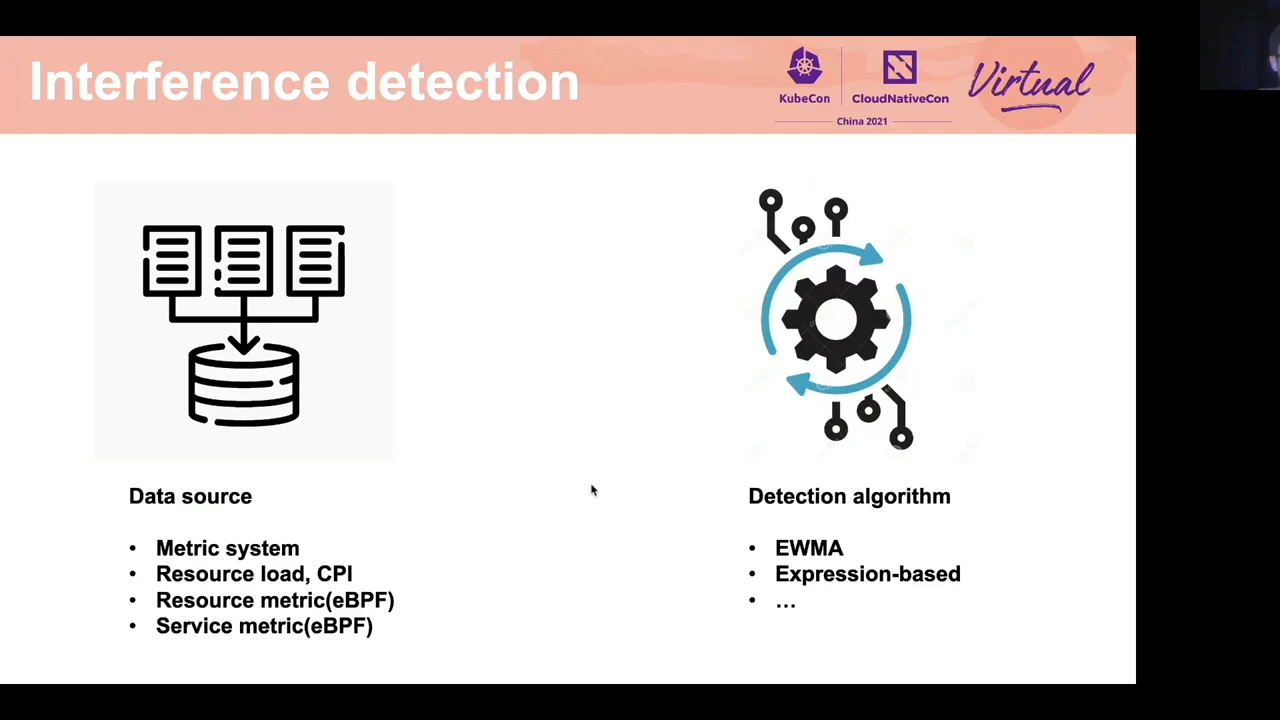 Interference detection
KubeCon
CloudNativeCon
China 2021
Virtual
Data source
• Metric system
• Resource load, CPI
• Resource metric(eBPF)
• Service metric(eBPF)
Detection algorithm
• EWMA
• Expression-based
• …